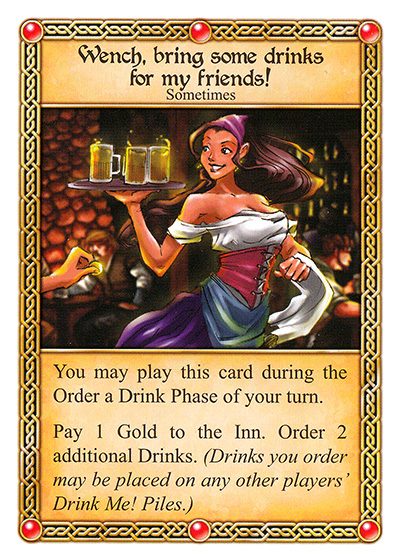 Wench, bring some drinks
for my friends!
Sometimes
You may play this card during the
Order a Drink Phase of your turn.
Pay 1 Gold to the Inn. Order 2
additional Drinks. (Drinks you order
may be placed on any other players'
Drink Me! Piles.)